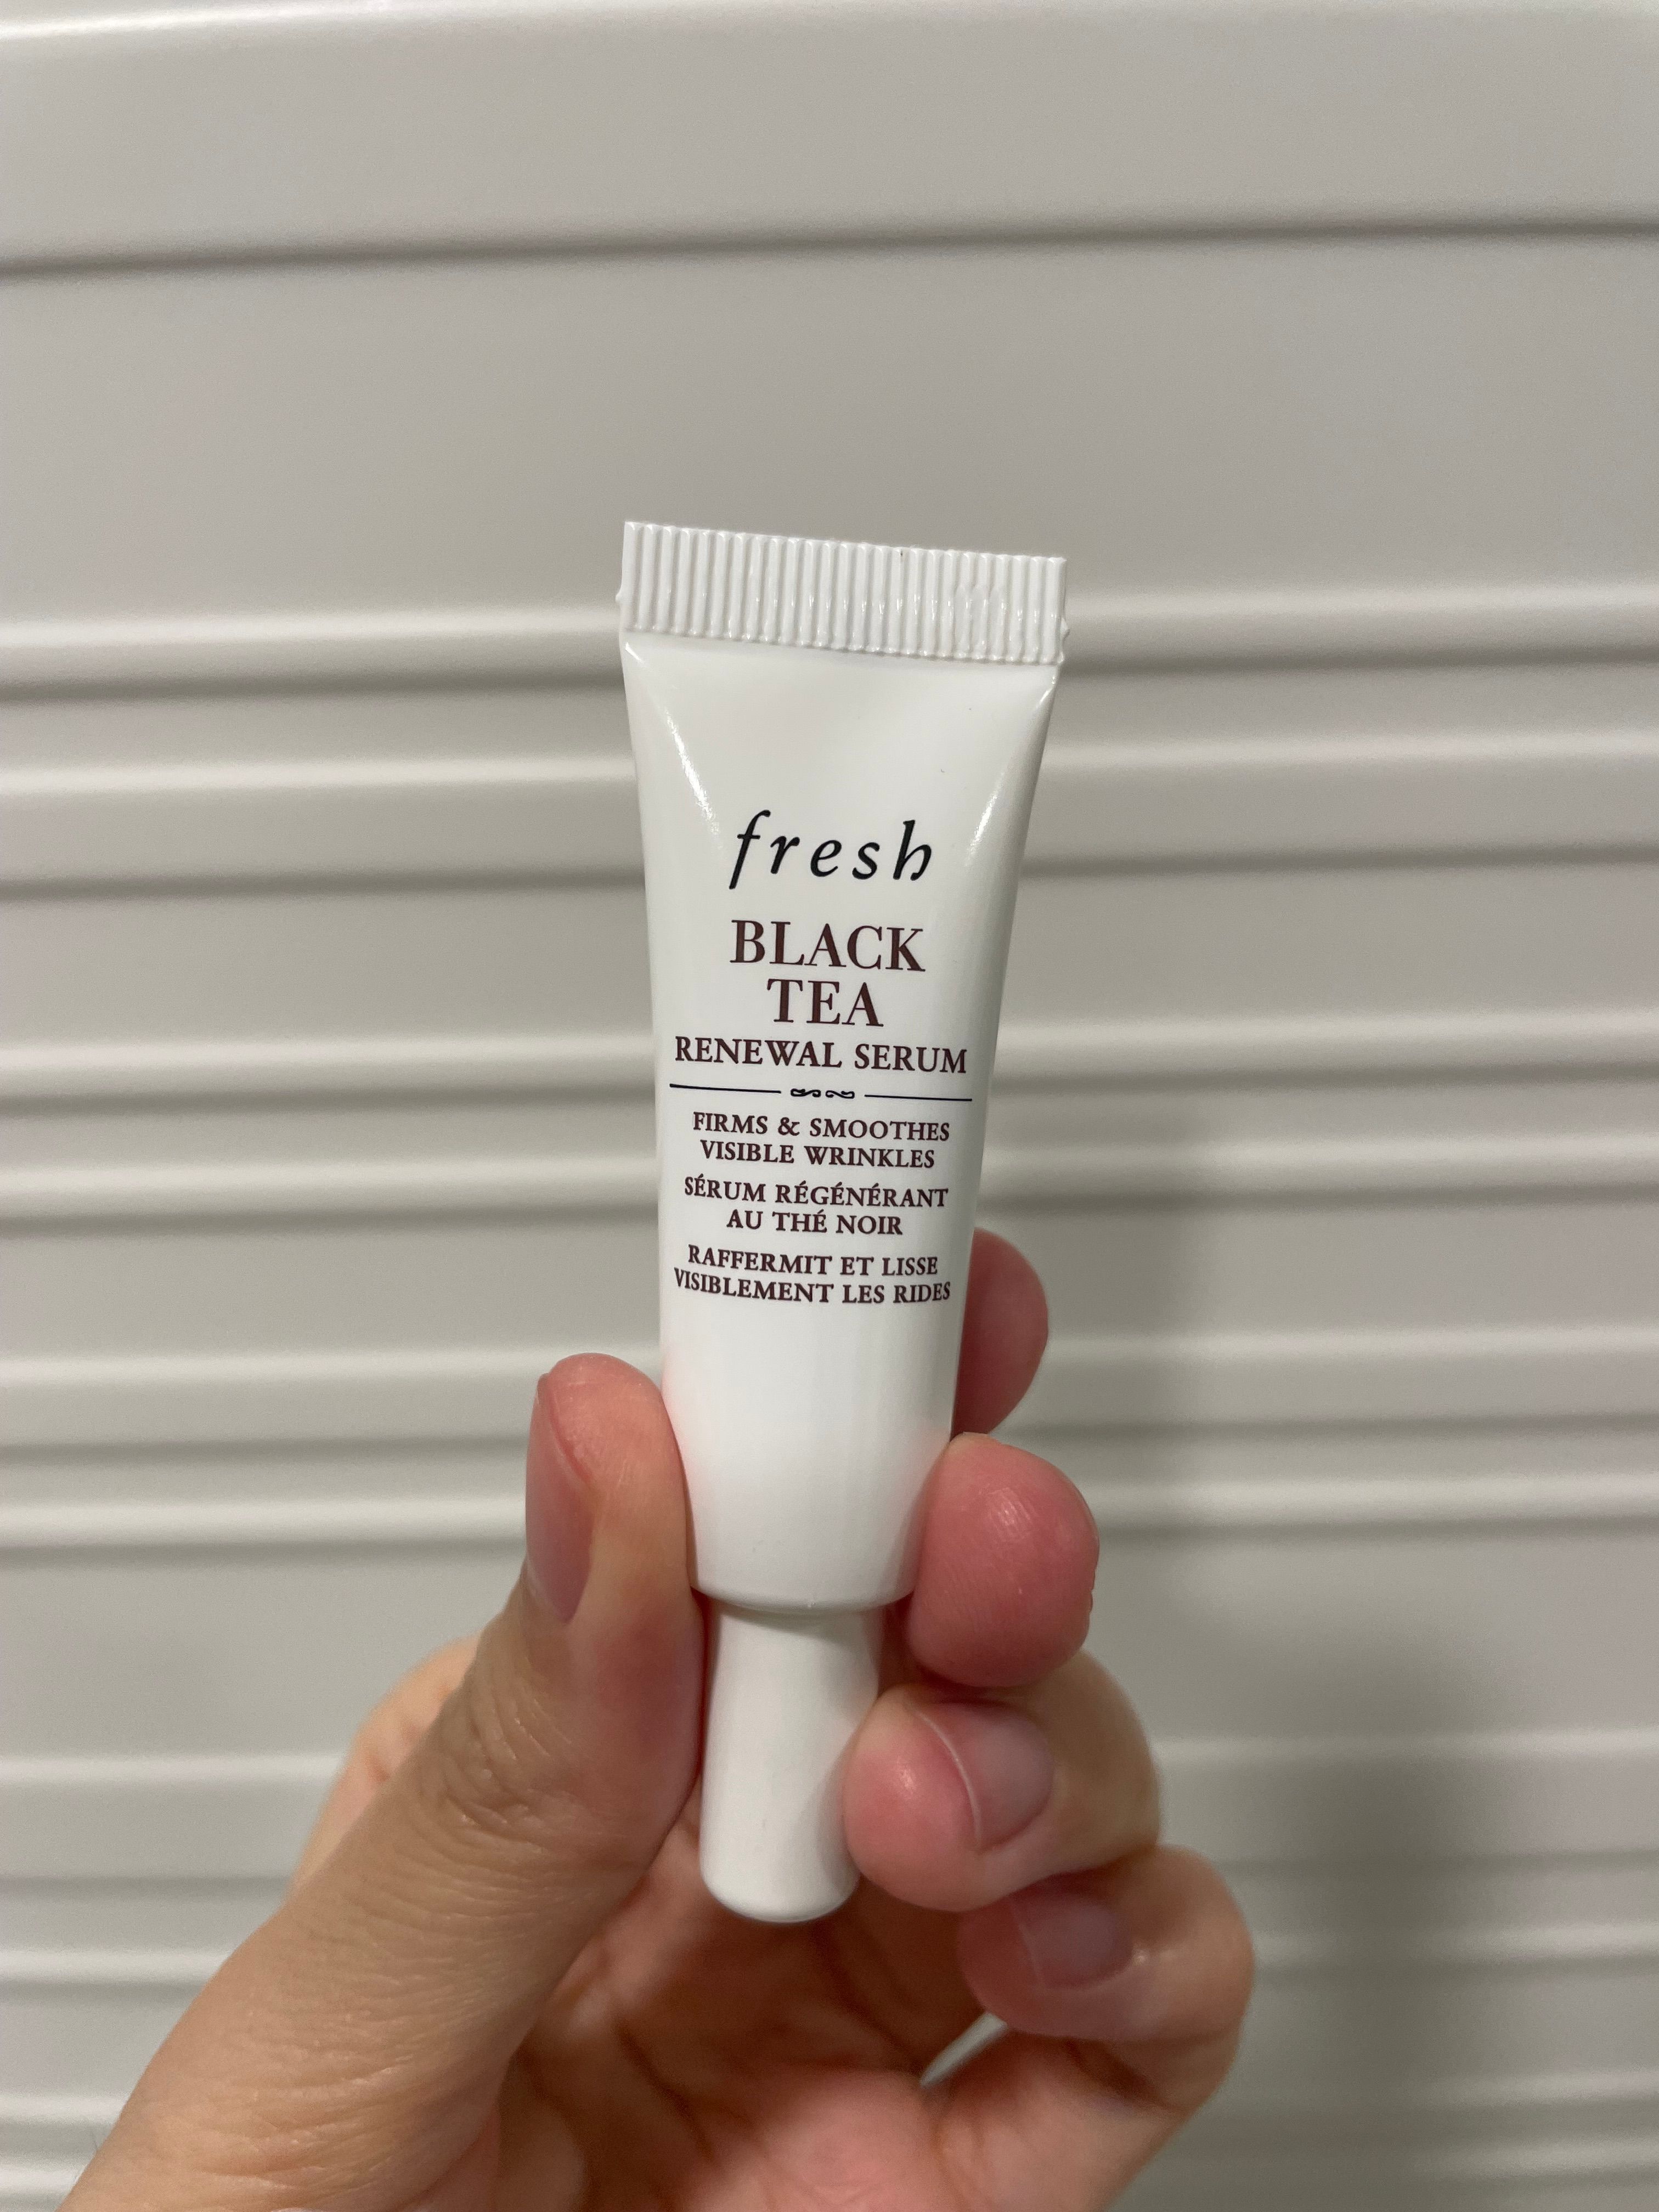 fresh
BLACK
TEA
RENEWAL SERUM
FIRMS & SMOOTHES
VISIBLE WRINKLES
SÉRUM RÉGÉNÉRANT
AU THÉ NOIR
RAFFERMIT ET LISSE
VISIBLEMENT LES RIDES